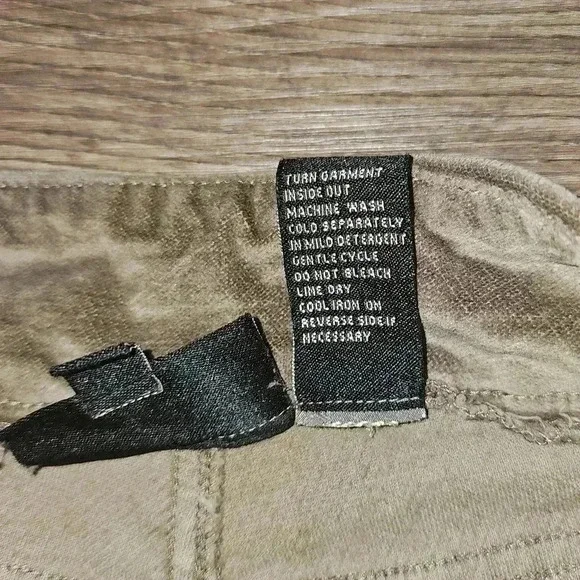 TURN GARMENT
INSIDE OUT
MACHINE WASH
COLD SEPARATELY
IN MILD DETERGENT
GENTLE CYCLE
DO NOT BLEACH
LINE DRY
COOL IRON ON
REVERSE SIDE IF
NECESSARY